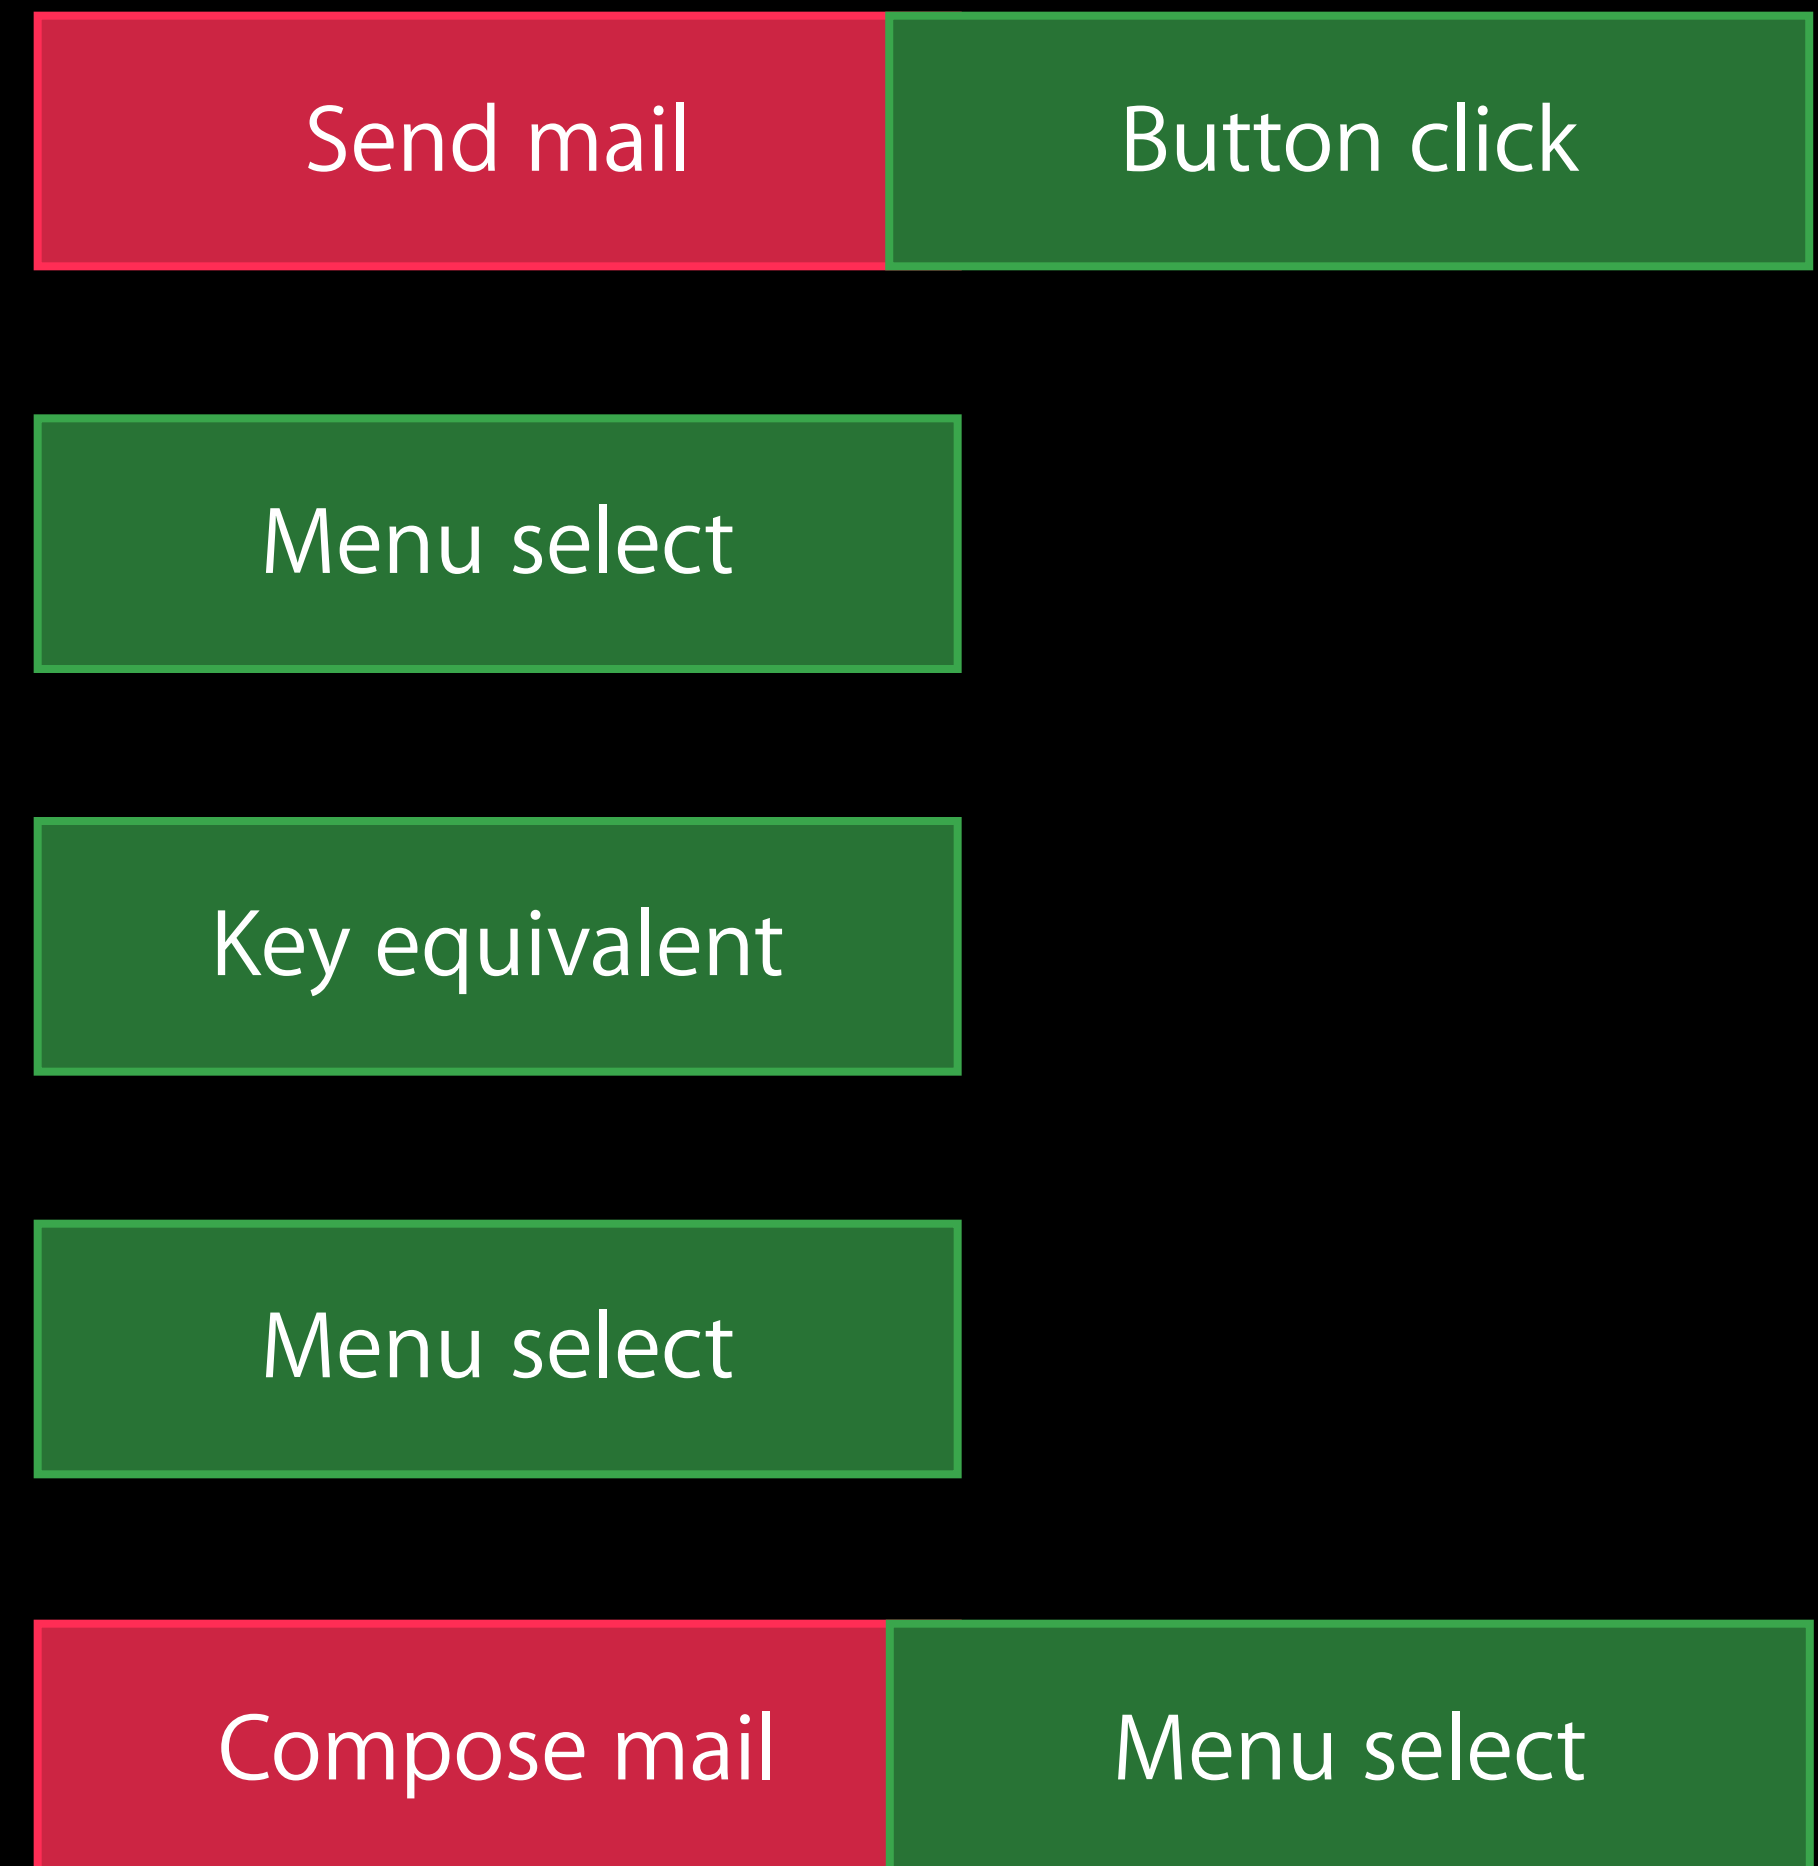 Send mail
Button click
Menu select
Key equivalent
Menu select
Compose mail
Menu select